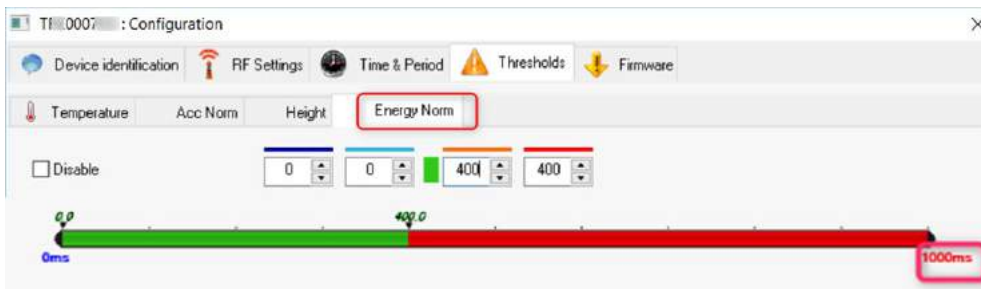 : Configuration
Device identification RF Settings Time & Period Thresholds Firmware
Temperature Acc Norm Height Energy Norm
Disable 0 0 400 400
0.0 400.0
0ms 1000ms